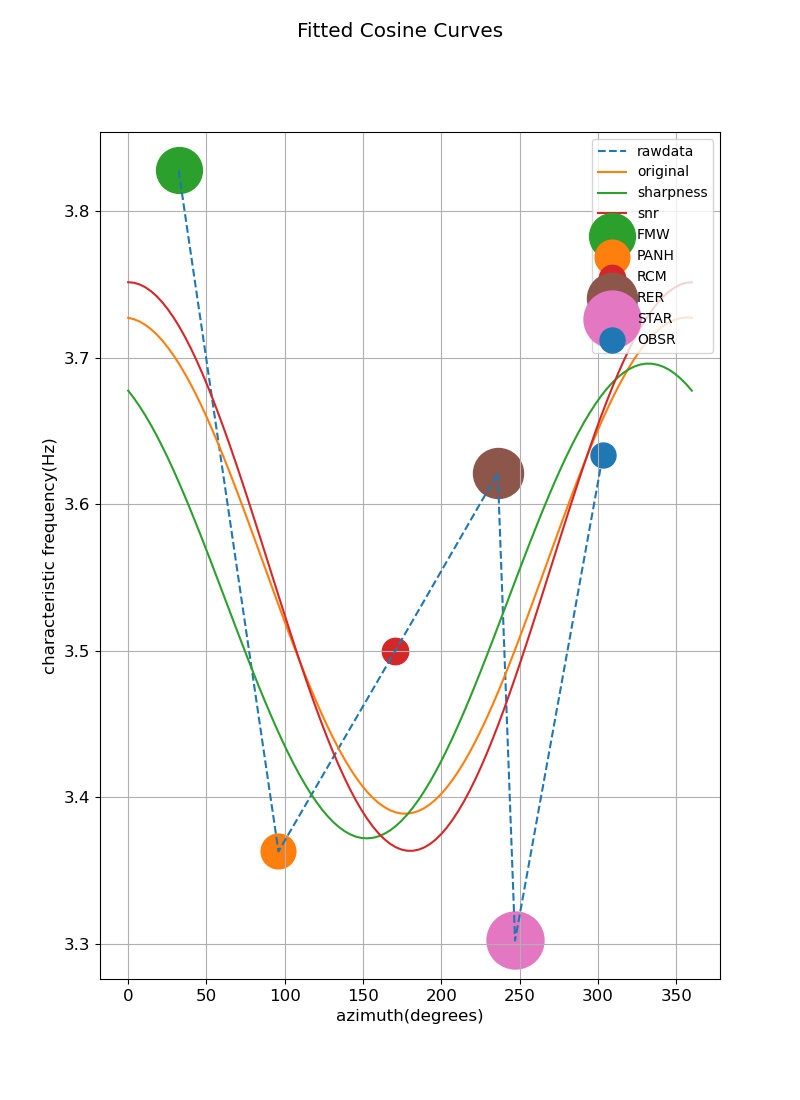 Fitted Cosine Curves
rawdata
original
sharpness
snr
FMW
PANH
RCM
RER
STAR
OBSR
3.8
3.7
3.6
3.5
3.4
3.3
characteristic frequency(Hz)
0 50 100 150 200 250 300 350
azimuth(degrees)